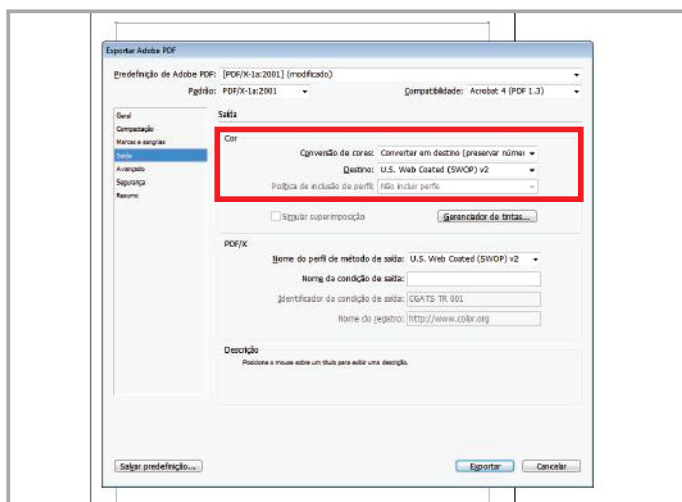 Exportar Adobe PDF
Predefinição de Adobe PDF: [PDF/X-1a:2001] (modificado)
Padrão: PDF/X-1a:2001 Compatibilidade: Acrobat 4 (PDF 1.3)
Geral
Compactação
Marcas e sangrias
Saída
Avançado
Segurança
Resumo
Saída
Cor
Conversão de cores: Converter em destino [preservar númer
Destino: U.S. Web Coated (SWOP) v2
Política de inclusão de perfil: Não incluir perfis
Simular superimposição Gerenciador de tintas...
PDF/X
Nome do perfil de método de saída: U.S. Web Coated (SWOP) v2
Nome da condição de saída:
Identificador da condição de saída: CGATS TR 001
Nome do registro: http://www.color.org
Descrição
Posicione o mouse sobre um título para exibir uma descrição.
Salvar predefinição... Exportar Cancelar